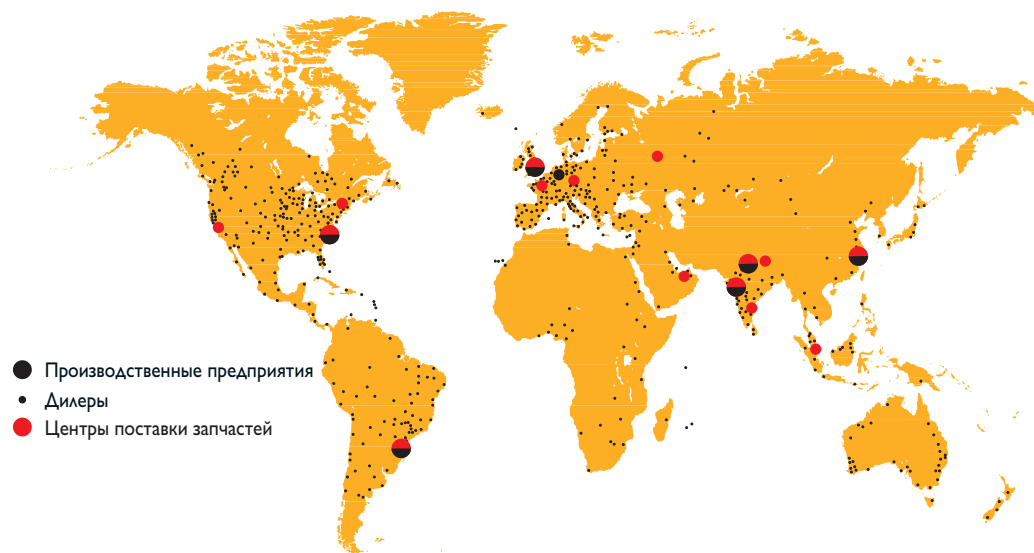 Производственные предприятия
Дилеры
Центры поставки запчастей